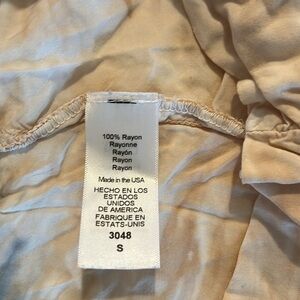 100% Rayon
Rayonne
Rayón
Rayon
Rayon
Made in the USA
HECHO EN LOS
ESTADOS
UNIDOS
DE AMERICA
FABRIQUE EN
ESTATS-UNIS
3048
S